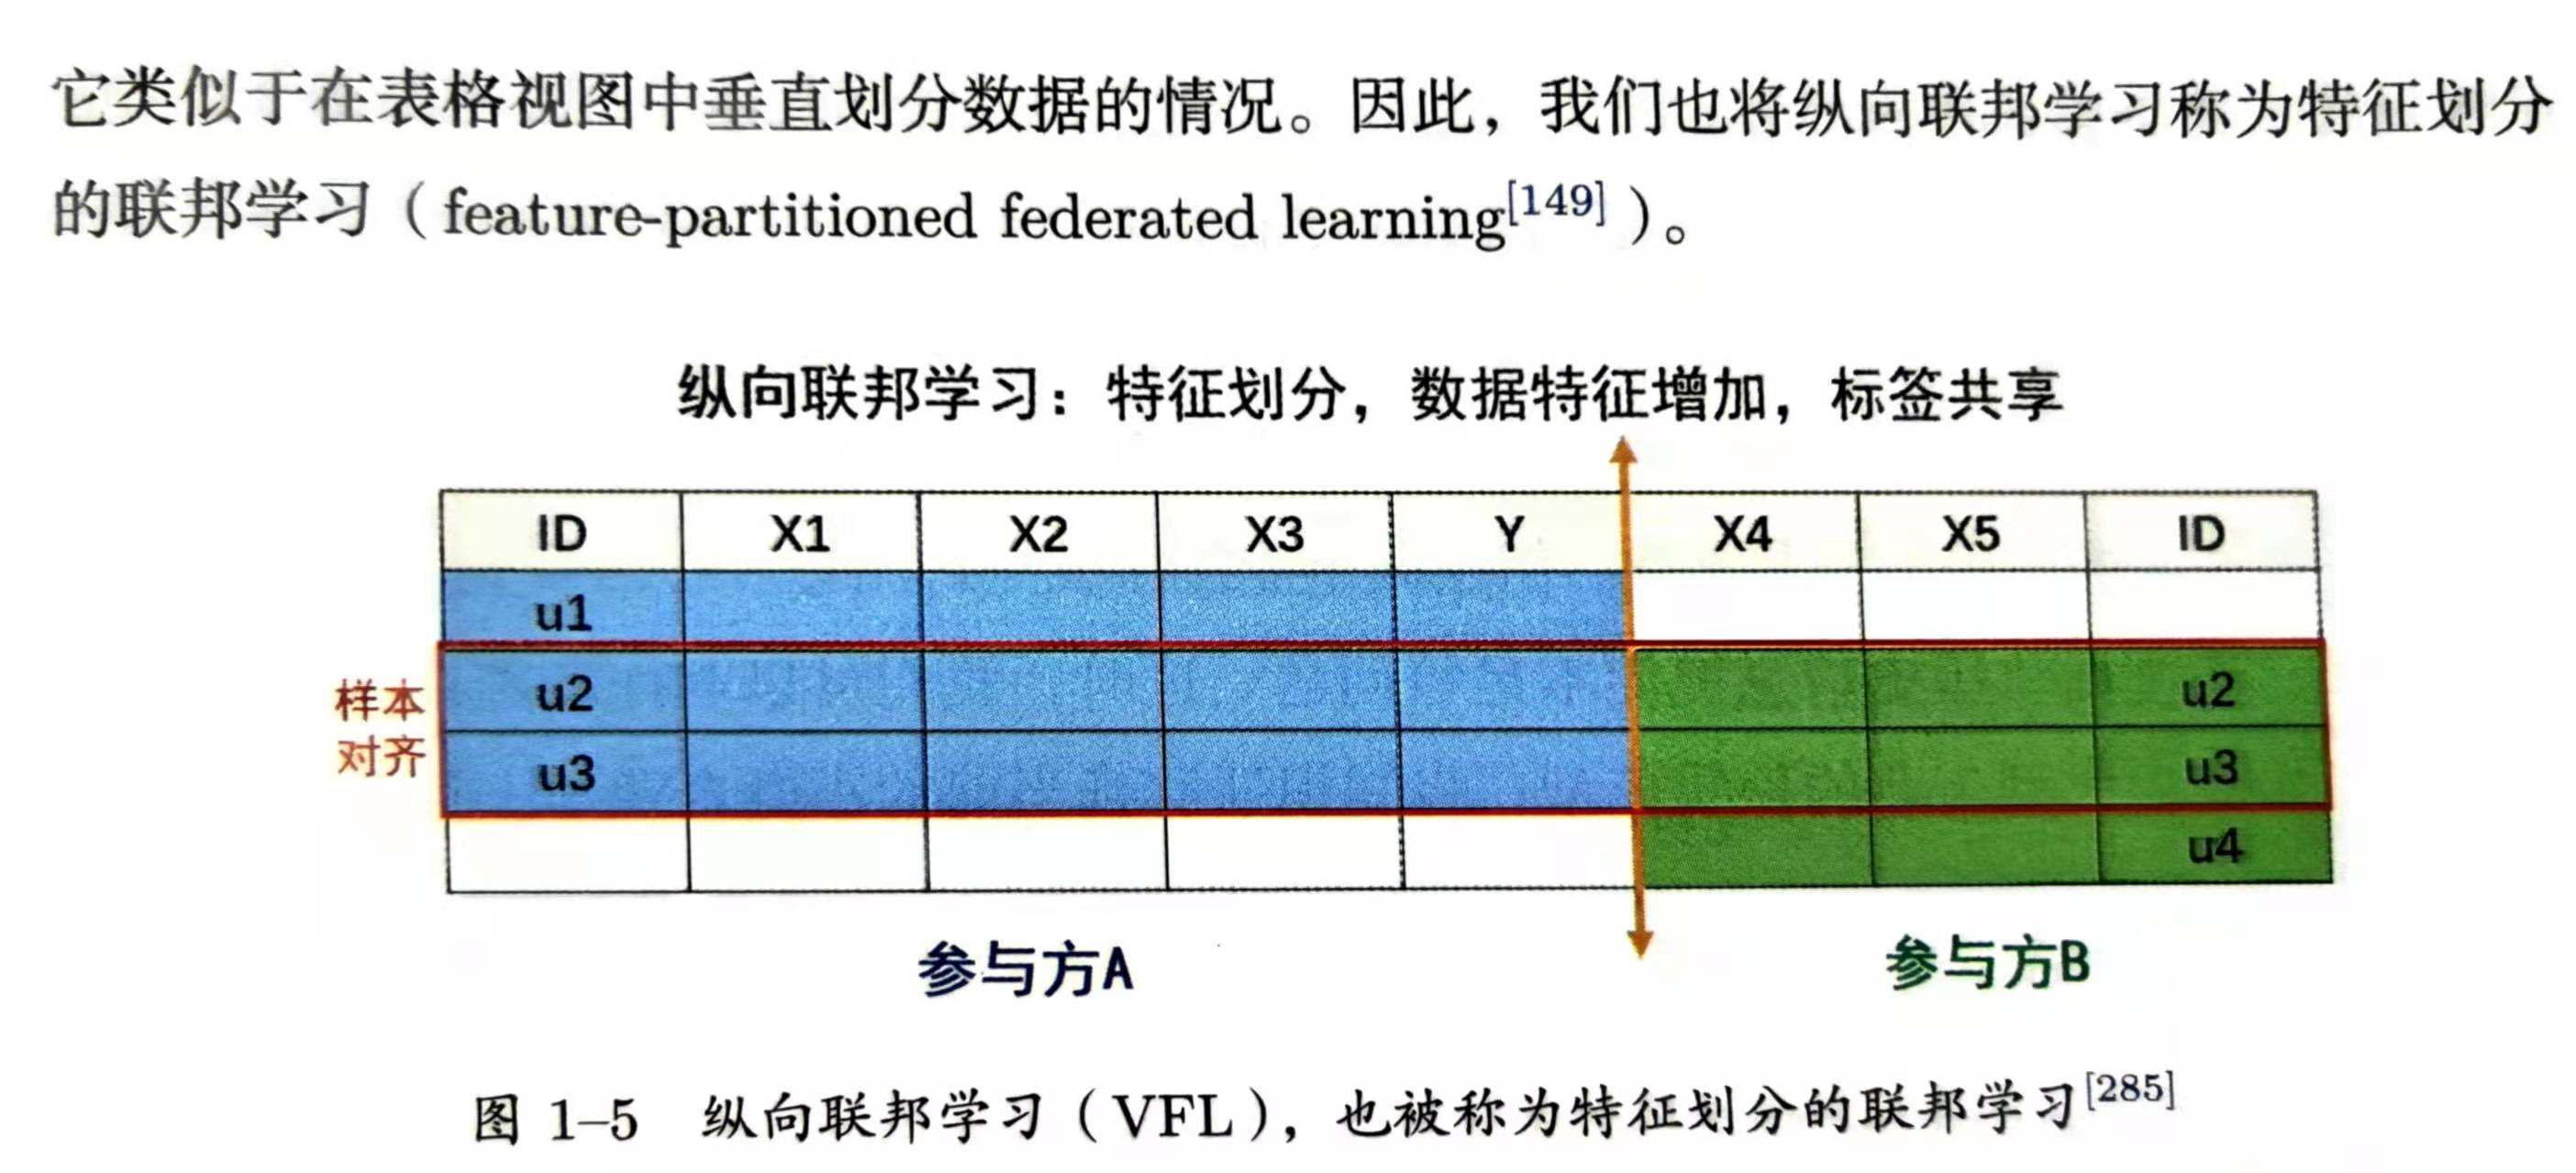 它类似于在表格视图中垂直划分数据的情况。因此，我们也将纵向联邦学习称为特征划分
的联邦学习（feature-partitioned federated learning[149]）。
纵向联邦学习：特征划分，数据特征增加，标签共享
ID X1 X2 X3 Y X4 X5 ID
u1
样本
u2 u2
对齐
u3 u3
u4
参与方A 参与方B
图 1–5 纵向联邦学习（VFL），也被称为特征划分的联邦学习[285]